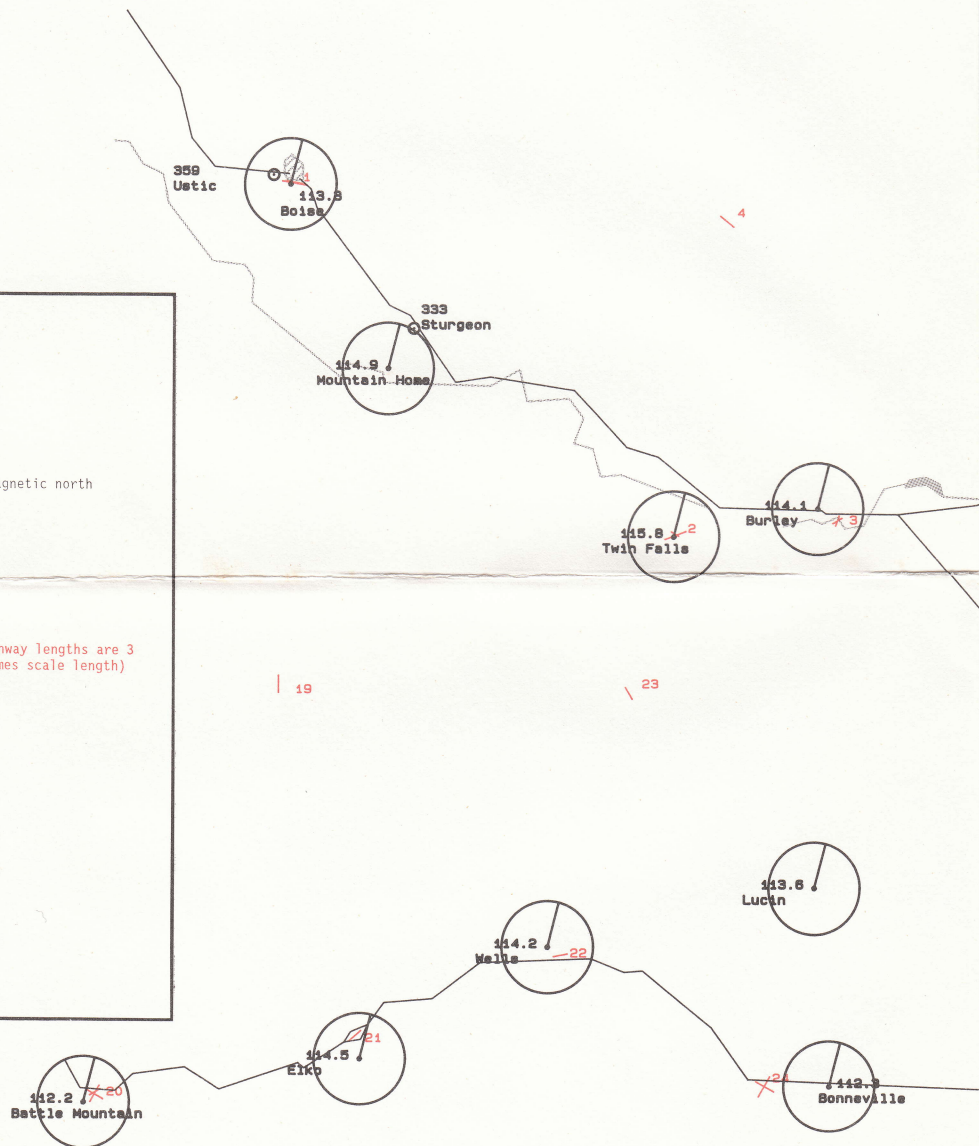 359
Ustic
1
113.8
Boise
4
333
Sturgeon
114.9
Mountain Home
gnetic north
114.1
Burley
3
115.8
2
Twin Falls
nway lengths are 3
mes scale length)
19
23
113.6
Lucin
114.2
Wells
22
21
114.5
Elko
20
112.2
Battle Mountain
24
112.3
Bonneville